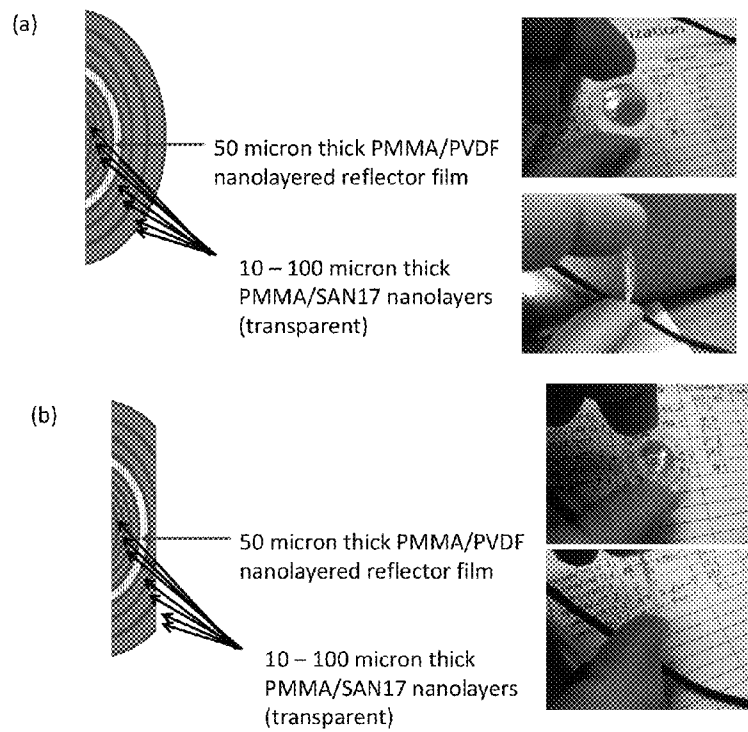 (a)
ization
50 micron thick PMMA/PVDF
nanolayered reflector film
10 – 100 micron thick
PMMA/SAN17 nanolayers
(transparent)
(b)
50 micron thick PMMA/PVDF
nanolayered reflector film
10 – 100 micron thick
PMMA/SAN17 nanolayers
(transparent)